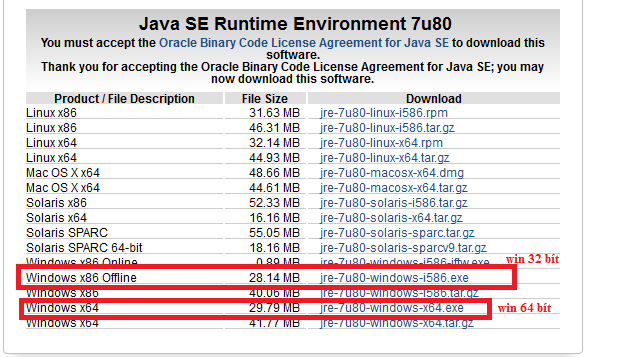 Java SE Runtime Environment 7u80
You must accept the Oracle Binary Code License Agreement for Java SE to download this
software.
Thank you for accepting the Oracle Binary Code License Agreement for Java SE; you may
now download this software.
Product / File Description File Size Download
Linux x86 31.63 MB jre-7u80-linux-i586.rpm
Linux x86 46.31 MB jre-7u80-linux-i586.tar.gz
Linux x64 32.14 MB jre-7u80-linux-x64.rpm
Linux x64 44.93 MB jre-7u80-linux-x64.tar.gz
Mac OS X x64 48.66 MB jre-7u80-macosx-x64.dmg
Mac OS X x64 44.61 MB jre-7u80-macosx-x64.tar.gz
Solaris x86 52.33 MB jre-7u80-solaris-i586.tar.gz
Solaris x64 16.16 MB jre-7u80-solaris-x64.tar.gz
Solaris SPARC 55.05 MB jre-7u80-solaris-sparc.tar.gz
Solaris SPARC 64-bit 18.16 MB jre-7u80-solaris-sparcv9.tar.gz
Windows x86 Online 0.89 MB jre-7u80-windows-i586-iftw.exe win 32 bit
Windows x86 Offline 28.14 MB jre-7u80-windows-i586.exe
Windows x86 40.06 MB jre-7u80-windows-i586.tar.gz
Windows x64 29.79 MB jre-7u80-windows-x64.exe win 64 bit
Windows x64 41.77 MB jre-7u80-windows-x64.tar.gz